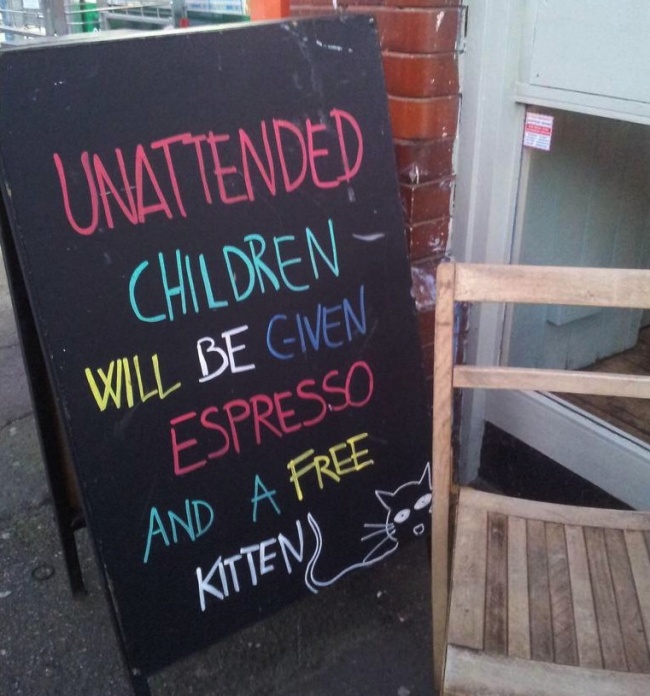 UNATTENDED
CHILDREN
WILL BE GIVEN
ESPRESSO
AND A FREE
KITTEN